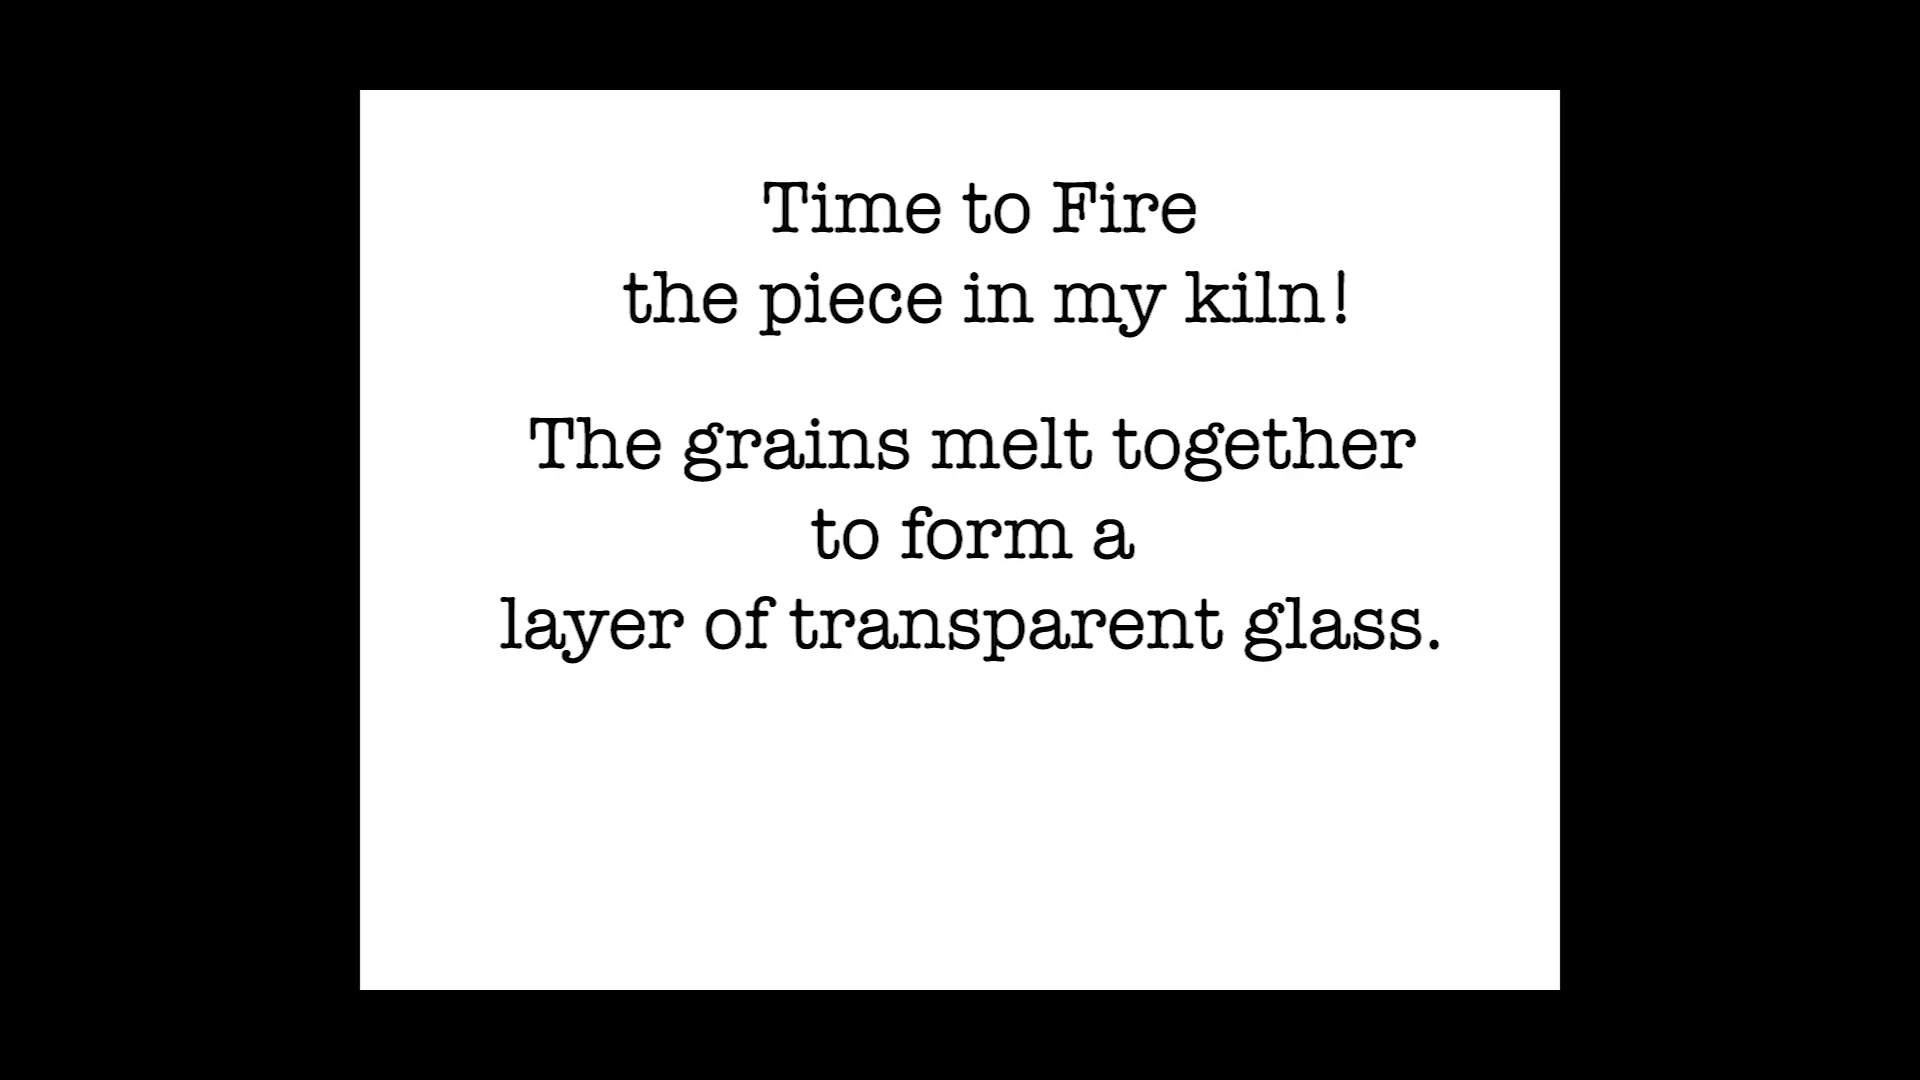 Time to Fire
the piece in my kiln!
The grains melt together
to form a
layer of transparent glass.